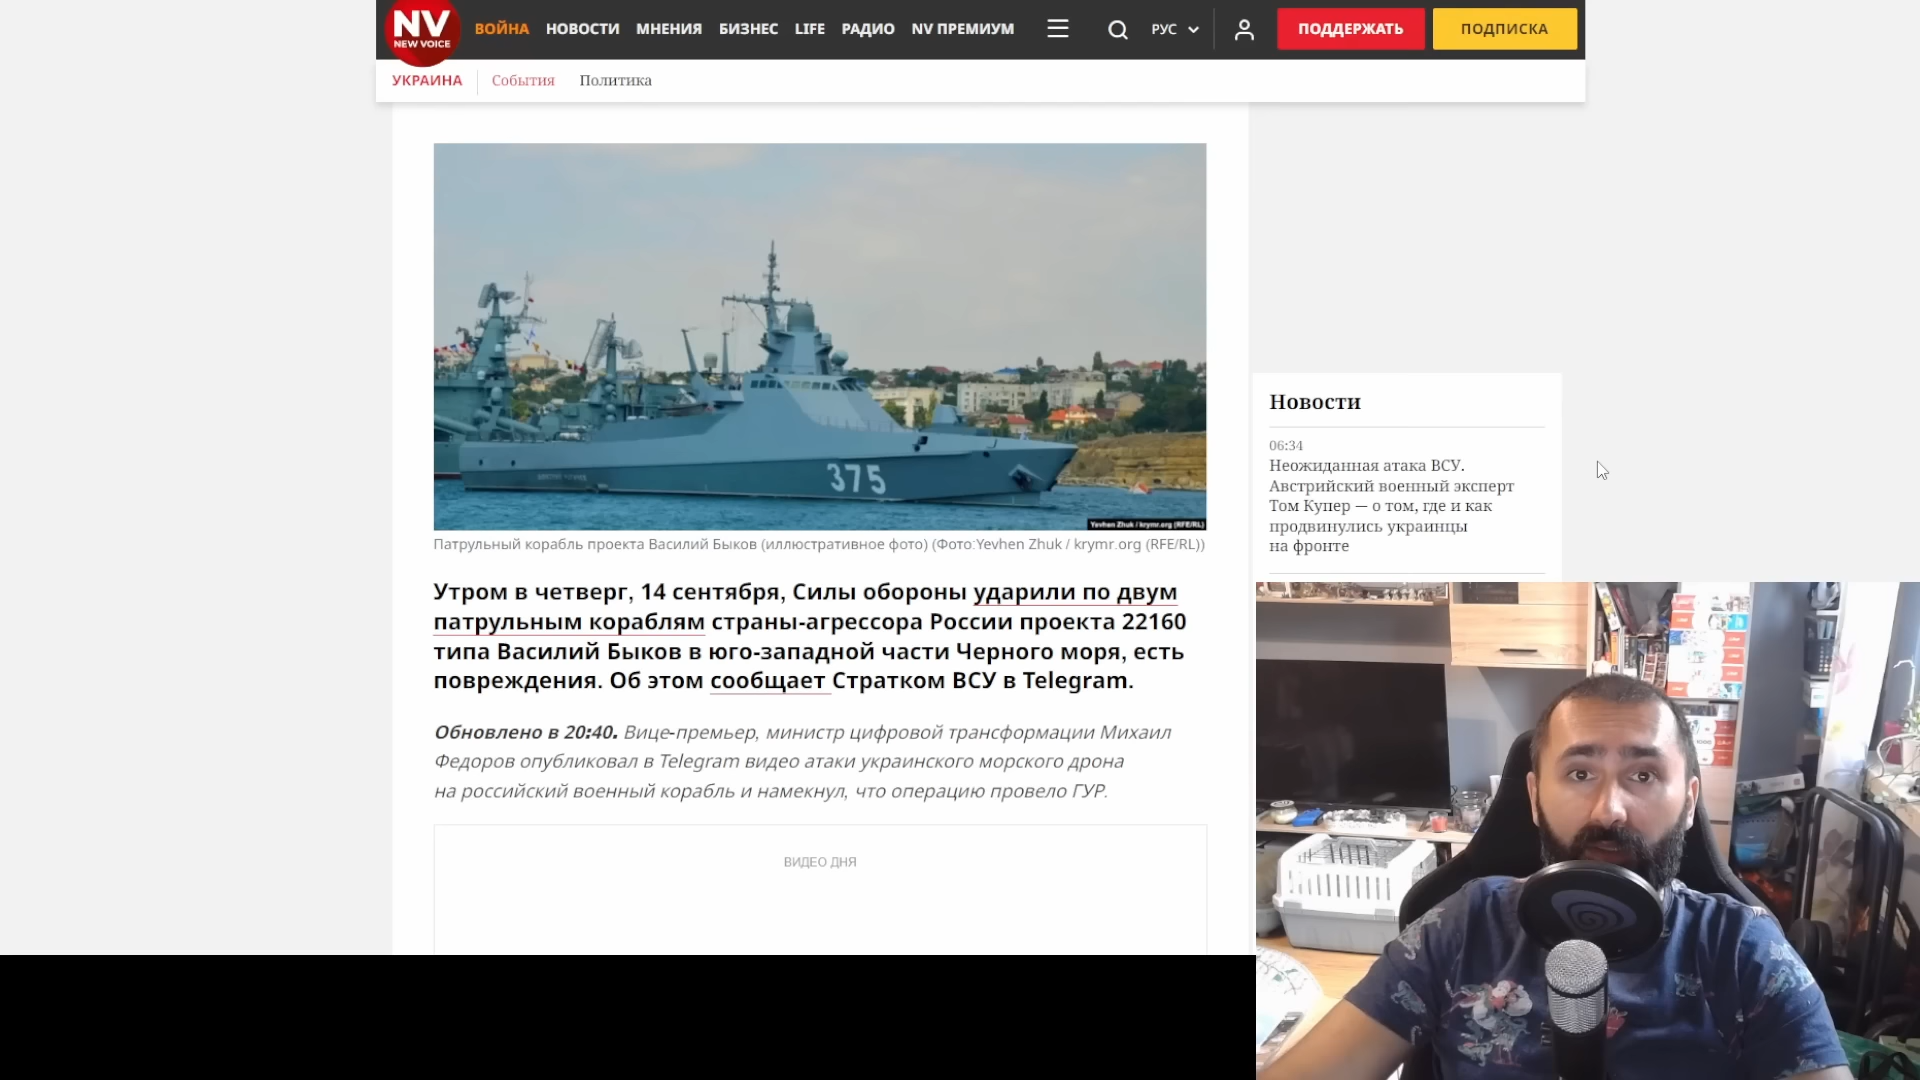 NV
NEW VOICE
ВОЙНА НОВОСТИ МНЕНИЯ БИЗНЕС LIFE РАДИО NV ПРЕМИУМ РУС ПОДДЕРЖАТЬ ПОДПИСКА
УКРАИНА События Политика
375
Yevhen Zhuk / krymr.org (RFE/RL)
Патрульный корабль проекта Василий Быков (иллюстративное фото) (Фото:Yevhen Zhuk / krymr.org (RFE/RL))
Утром в четверг, 14 сентября, Силы обороны ударили по двум
патрульным кораблям страны-агрессора России проекта 22160
типа Василий Быков в юго-западной части Черного моря, есть
повреждения. Об этом сообщает Стратком ВСУ в Telegram.
Обновлено в 20:40. Вице-премьер, министр цифровой трансформации Михаил
Федоров опубликовал в Telegram видео атаки украинского морского дрона
на российский военный корабль и намекнул, что операцию провело ГУР.
ВИДЕО ДНЯ
Новости
06:34
Неожиданная атака ВСУ.
Австрийский военный эксперт
Том Купер — о том, где и как
продвинулись украинцы
на фронте